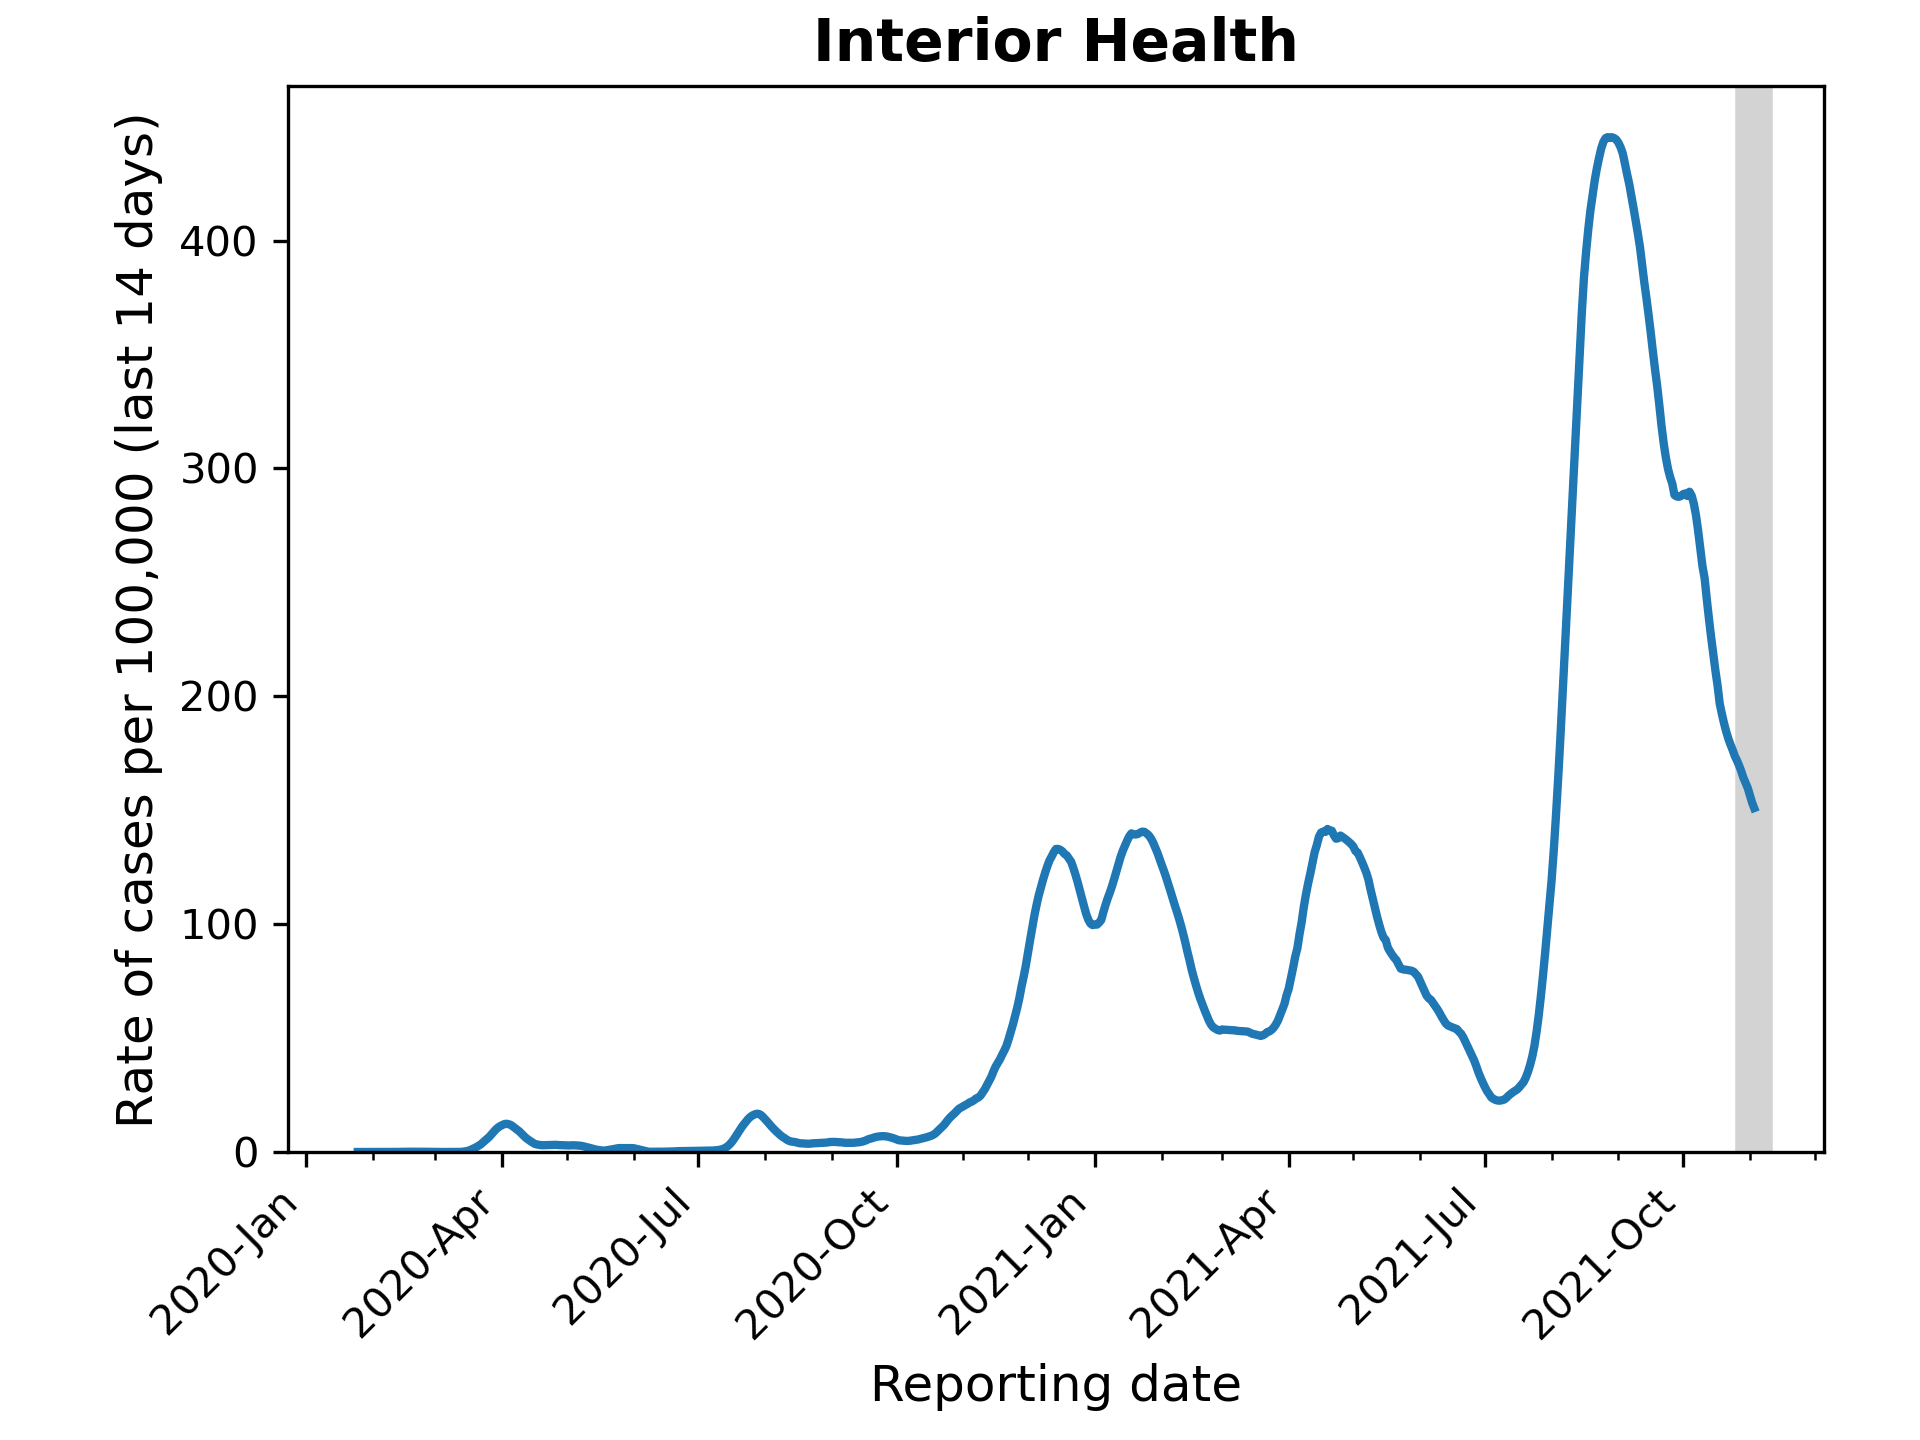 Interior Health
Rate of cases per 100,000 (last 14 days)
400
300
200
100
0
2020-Jan
2020-Apr
2020-Jul
2020-Oct
2021-Jan
2021-Apr
2021-Jul
2021-Oct
Reporting date